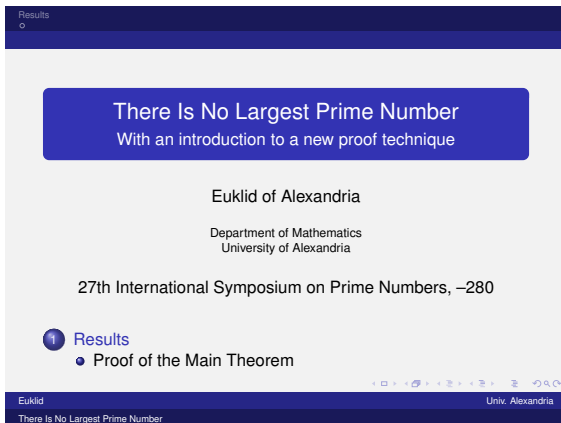 Results
There Is No Largest Prime Number
With an introduction to a new proof technique
Euklid of Alexandria
Department of Mathematics
University of Alexandria
27th International Symposium on Prime Numbers, –280
1 Results
Proof of the Main Theorem
Euklid Univ. Alexandria
There Is No Largest Prime Number